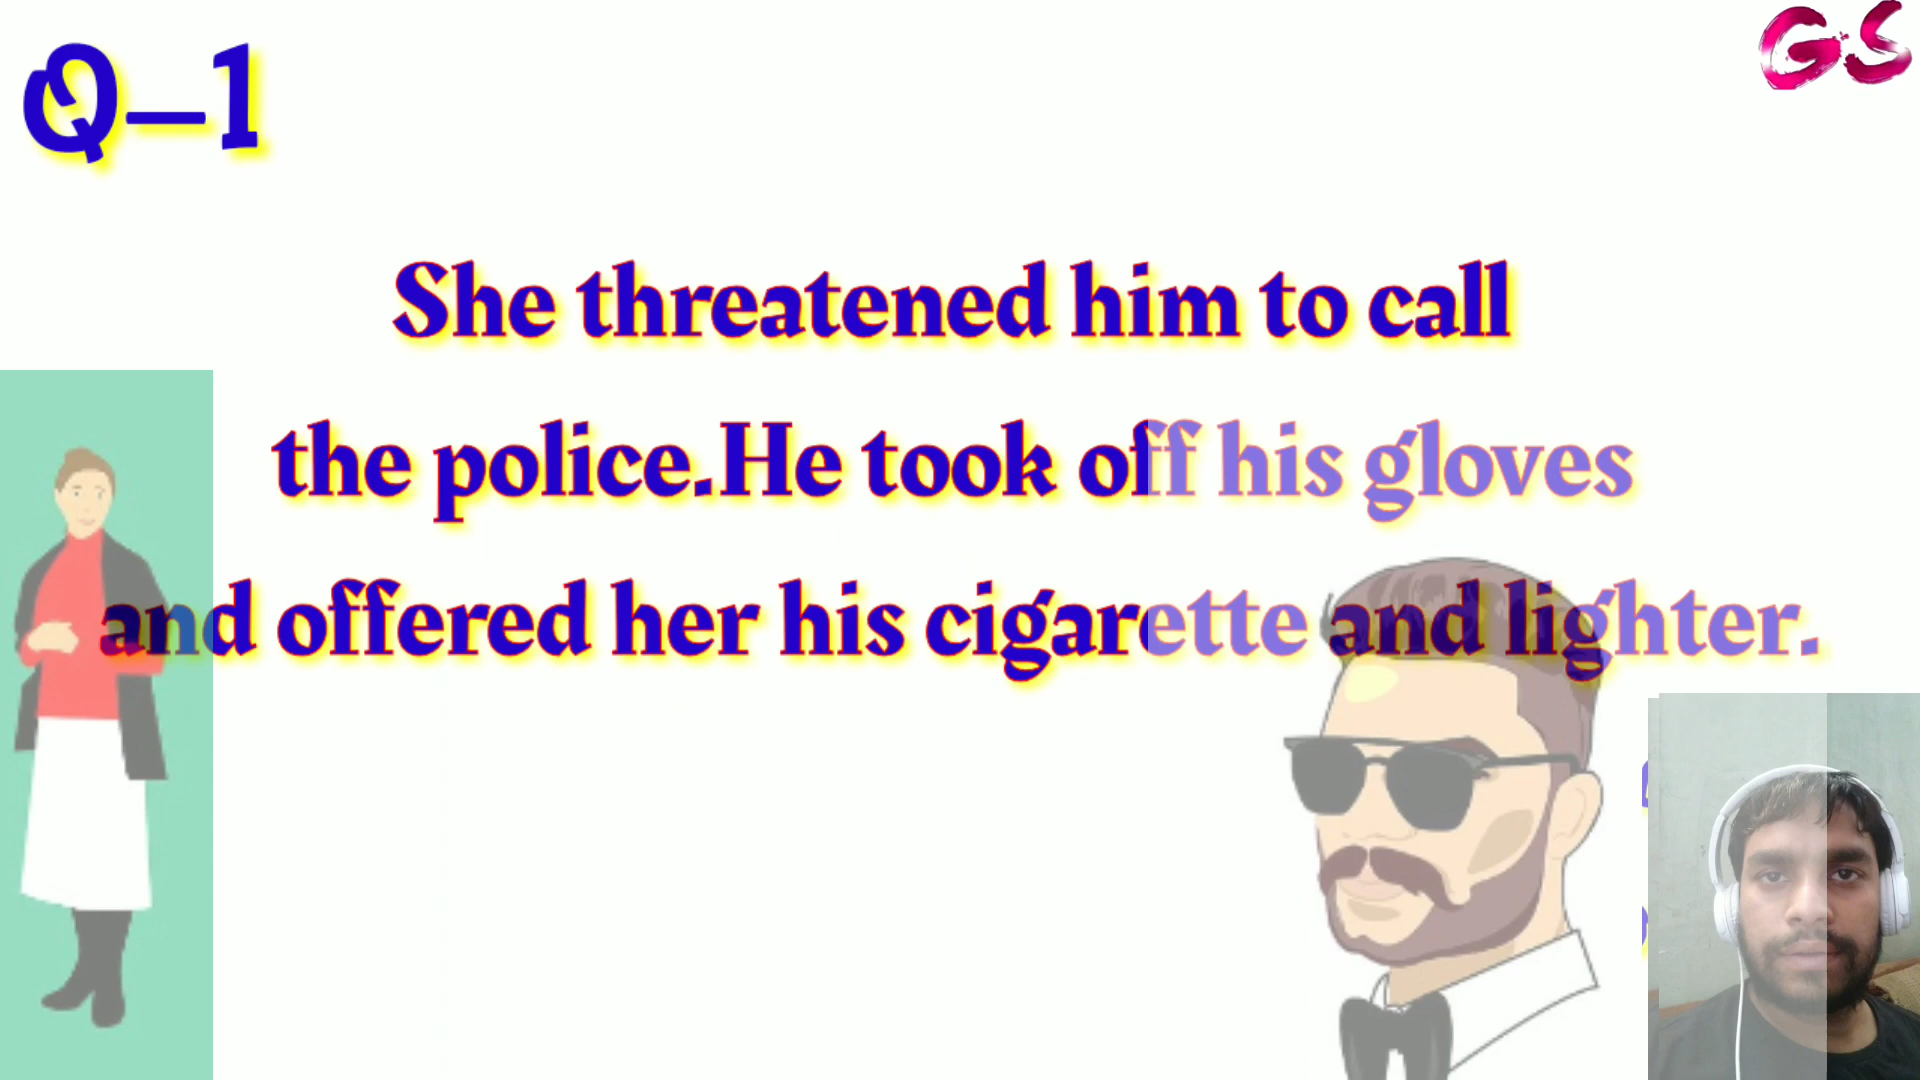 Q–1
GS
She threatened him to call
the police.He took off his gloves
and offered her his cigarette and lighter.